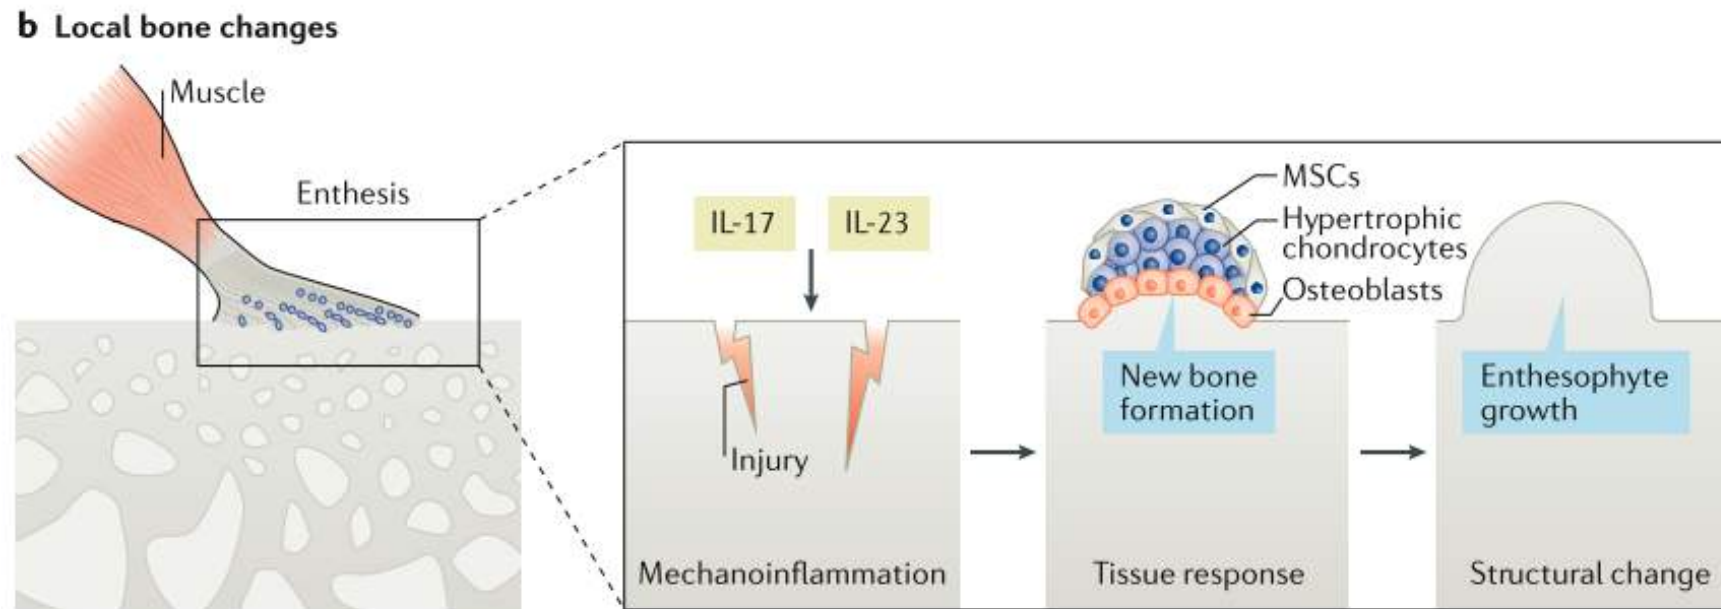 b Local bone changes
Muscle
Enthesis
IL-17
IL-23
Injury
Mechanoinflammation
MSCs
Hypertrophic
chondrocytes
Osteoblasts
New bone
formation
Tissue response
Enthesophyte
growth
Structural change